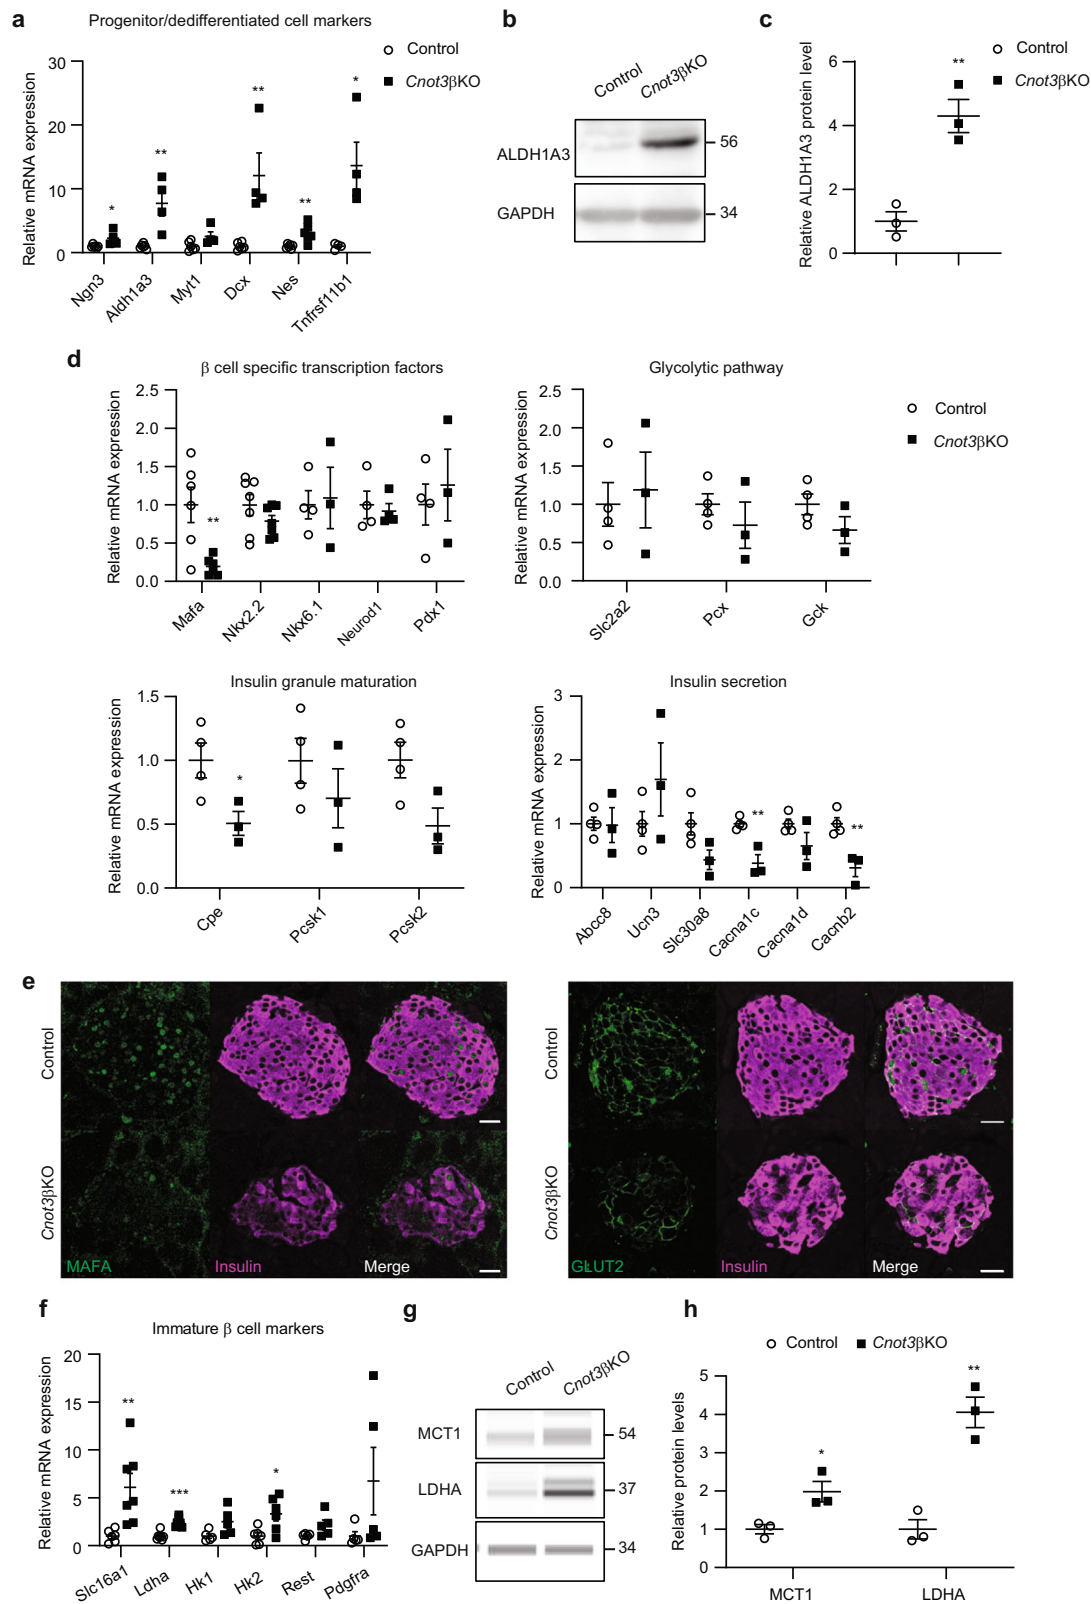 a
Progenitor/dedifferentiated cell markers
Control
Cnot3βKO
Relative mRNA expression
30
20
10
0
*
**
**
**
*
Ngn3
Aldh1a3
Myt1
Dcx
Nes
Tnfrsf11b1
b
Control
Cnot3βKO
ALDH1A3
56
GAPDH
34
c
Control
Cnot3βKO
Relative ALDH1A3 protein level
6
4
2
0
**
d
β cell specific transcription factors
Relative mRNA expression
2.5
2.0
1.5
1.0
0.5
0.0
**
Mafa
Nkx2.2
Nkx6.1
Neurod1
Pdx1
Glycolytic pathway
Relative mRNA expression
2.5
2.0
1.5
1.0
0.5
0.0
Slc2a2
Pcx
Gck
Control
Cnot3βKO
Insulin granule maturation
Relative mRNA expression
1.5
1.0
0.5
0.0
*
Cpe
Pcsk1
Pcsk2
Insulin secretion
Relative mRNA expression
3
2
1
0
**
**
Abcc8
Ucn3
Slc30a8
Cacna1c
Cacna1d
Cacnb2
e
Control
Cnot3βKO
MAFA
Insulin
Merge
Control
Cnot3βKO
GLUT2
Insulin
Merge
f
Immature β cell markers
Relative mRNA expression
20
15
10
5
0
**
***
*
Slc16a1
Ldha
Hk1
Hk2
Rest
Pdgfra
g
Control
Cnot3βKO
MCT1
54
LDHA
37
GAPDH
34
h
Control
Cnot3βKO
Relative protein levels
5
4
3
2
1
0
*
**
MCT1
LDHA